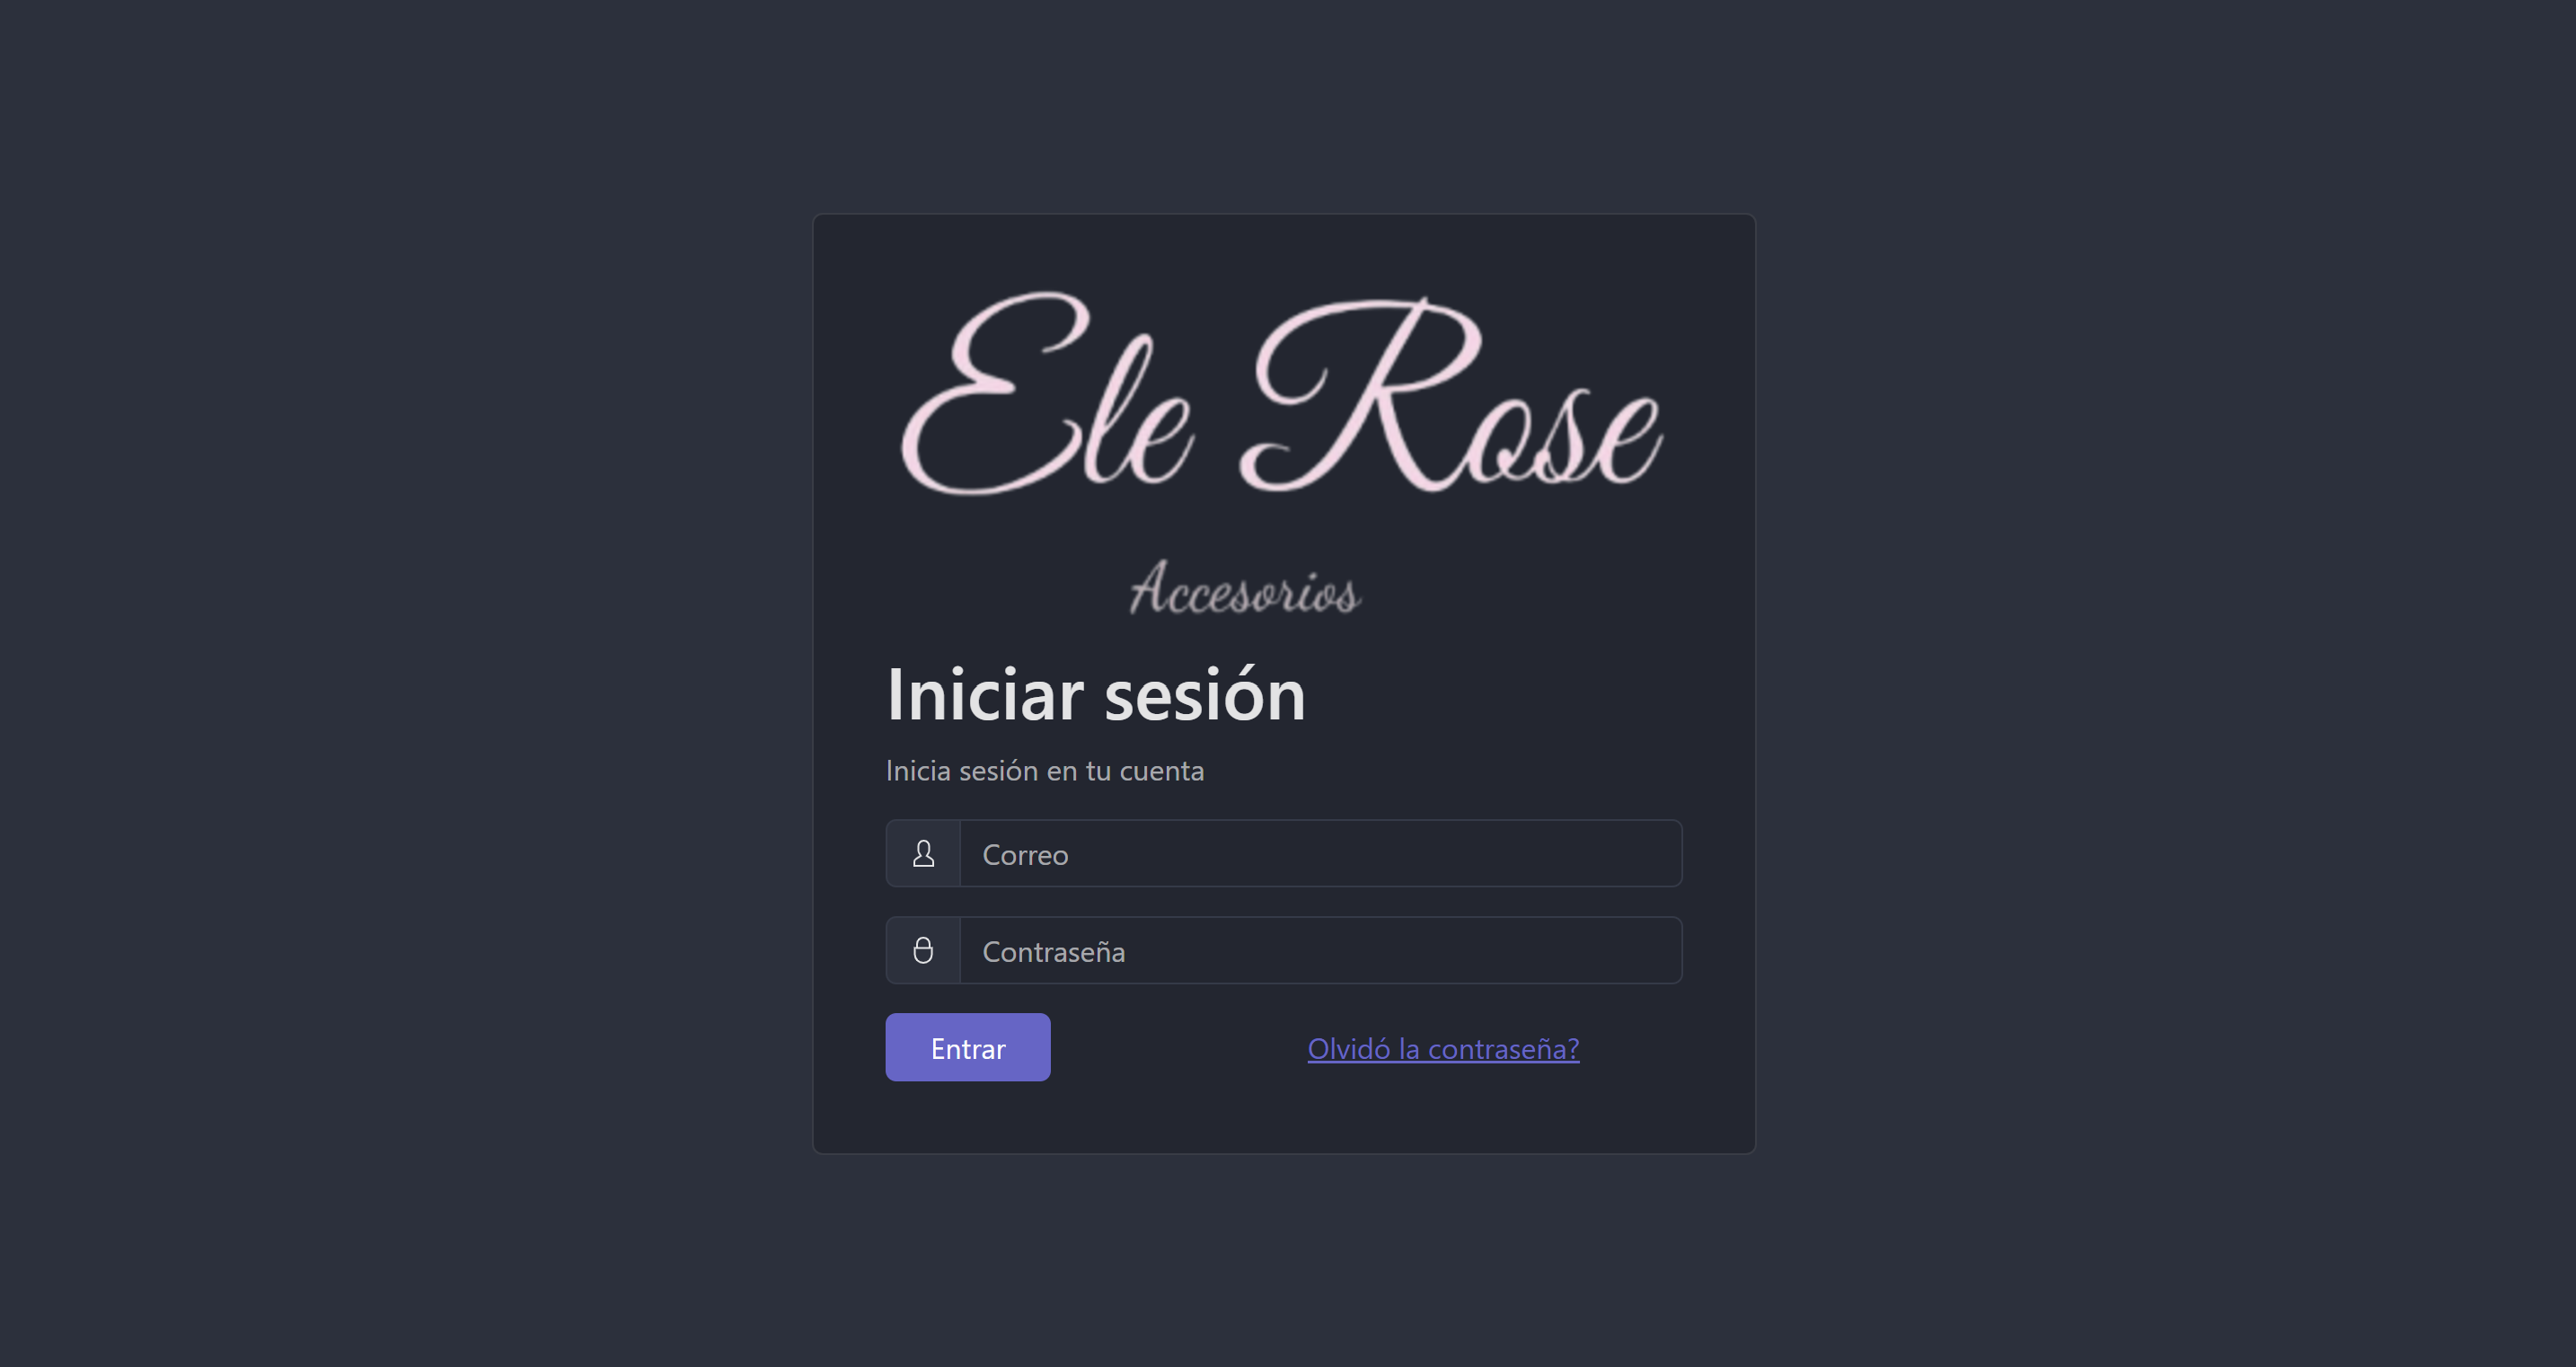 Ele Rose
Accesorios
Iniciar sesión
Inicia sesión en tu cuenta
Correo
Contraseña
Entrar
Olvidó la contraseña?